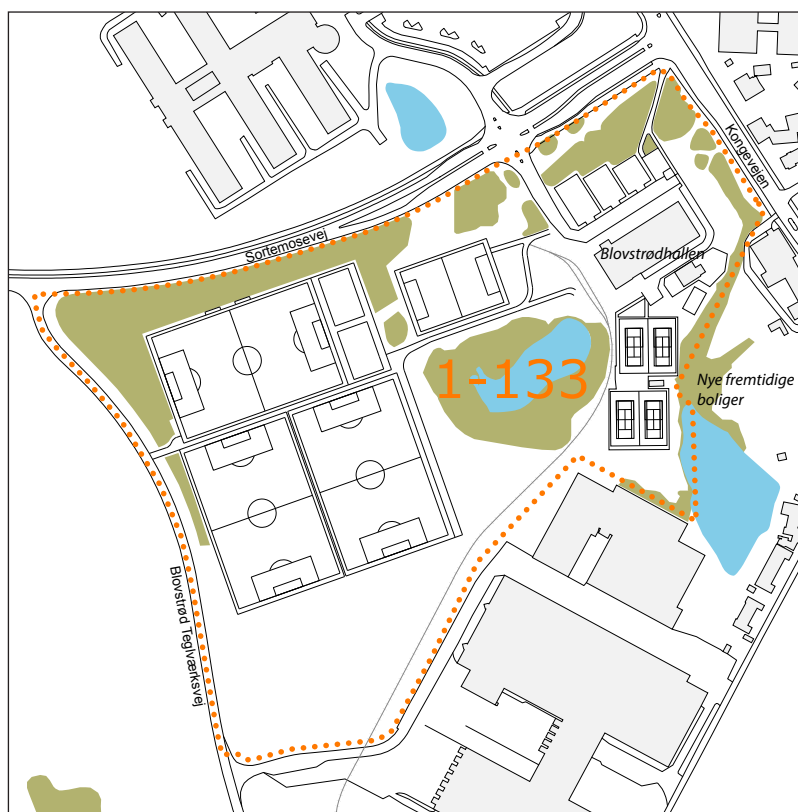 Kongevejen
Sortemosevej
Blovstrødhallen
1-133
Nye fremtidige
boliger
Blovstrød Teglværksvej